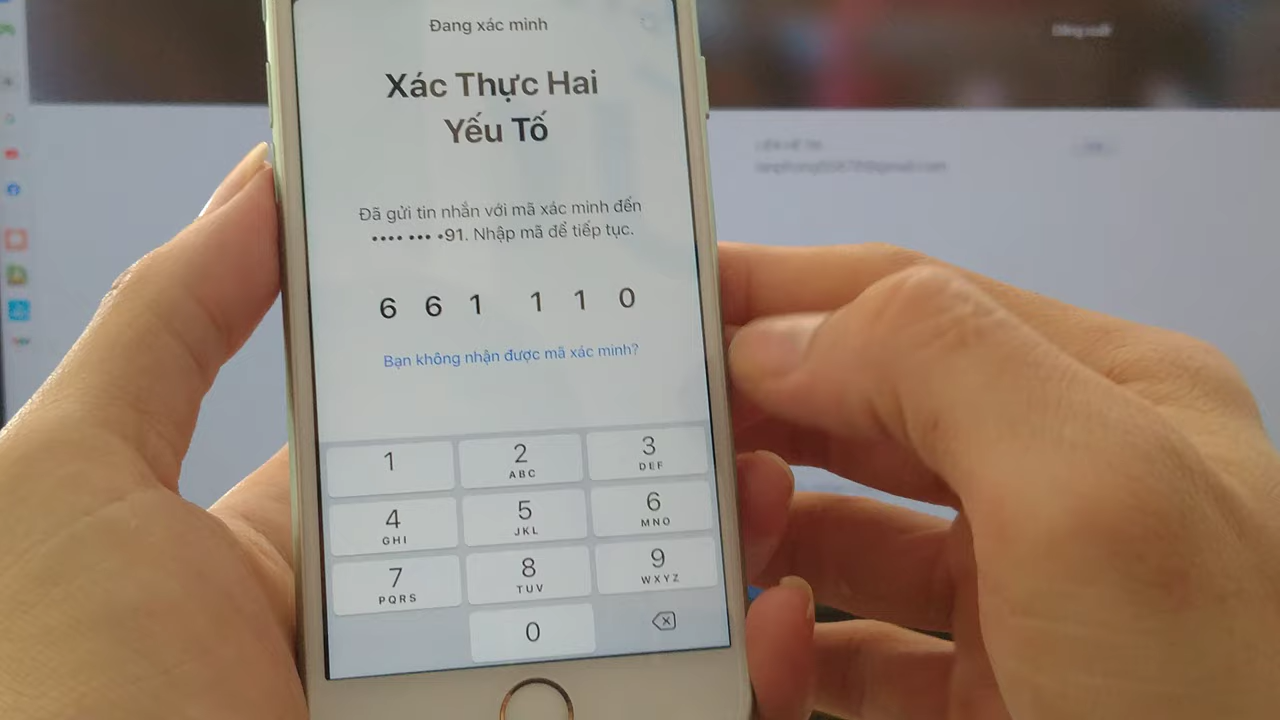 Đang xác minh
Xác Thực Hai
Yếu Tố
Đã gửi tin nhắn với mã xác minh đến
•••• ••• •91. Nhập mã để tiếp tục.
6 6 1 1 1 0
Bạn không nhận được mã xác minh?
1
2
ABC
3
DEF
4
GHI
5
JKL
6
MNO
7
PQRS
8
TUV
9
WXYZ
0